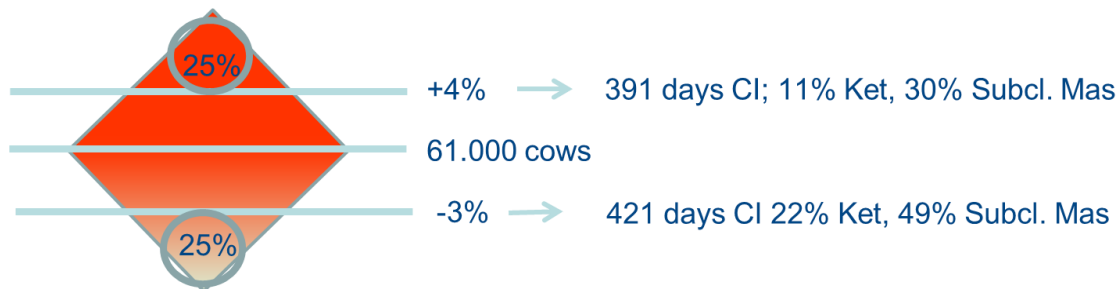 25%
+4% 391 days CI; 11% Ket, 30% Subcl. Mas
61.000 cows
-3% 421 days CI 22% Ket, 49% Subcl. Mas
25%